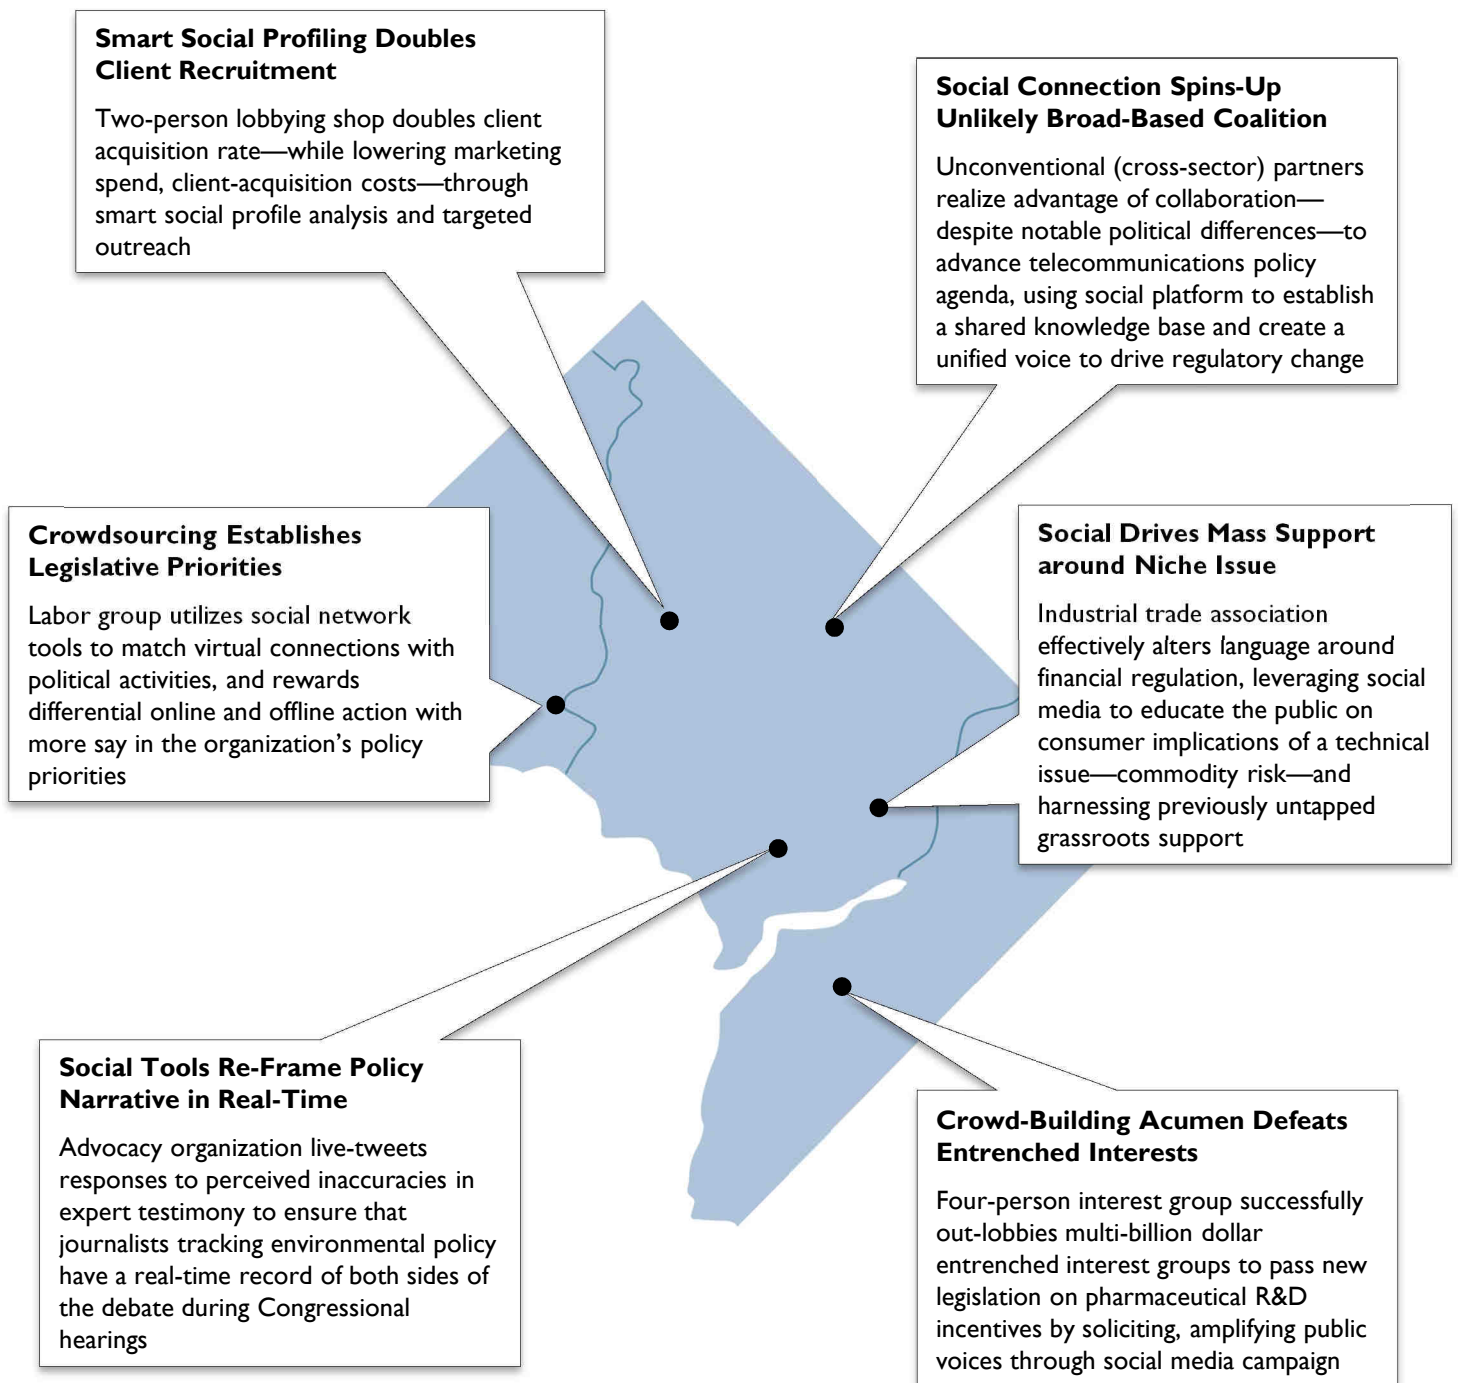 Smart Social Profiling Doubles
Client Recruitment
Two-person lobbying shop doubles client
acquisition rate—while lowering marketing
spend, client-acquisition costs—through
smart social profile analysis and targeted
outreach
Social Connection Spins-Up
Unlikely Broad-Based Coalition
Unconventional (cross-sector) partners
realize advantage of collaboration—
despite notable political differences—to
advance telecommunications policy
agenda, using social platform to establish
a shared knowledge base and create a
unified voice to drive regulatory change
Crowdsourcing Establishes
Legislative Priorities
Labor group utilizes social network
tools to match virtual connections with
political activities, and rewards
differential online and offline action with
more say in the organization’s policy
priorities
Social Drives Mass Support
around Niche Issue
Industrial trade association
effectively alters language around
financial regulation, leveraging social
media to educate the public on
consumer implications of a technical
issue—commodity risk—and
harnessing previously untapped
grassroots support
Social Tools Re-Frame Policy
Narrative in Real-Time
Advocacy organization live-tweets
responses to perceived inaccuracies in
expert testimony to ensure that
journalists tracking environmental policy
have a real-time record of both sides of
the debate during Congressional
hearings
Crowd-Building Acumen Defeats
Entrenched Interests
Four-person interest group successfully
out-lobbies multi-billion dollar
entrenched interest groups to pass new
legislation on pharmaceutical R&D
incentives by soliciting, amplifying public
voices through social media campaign